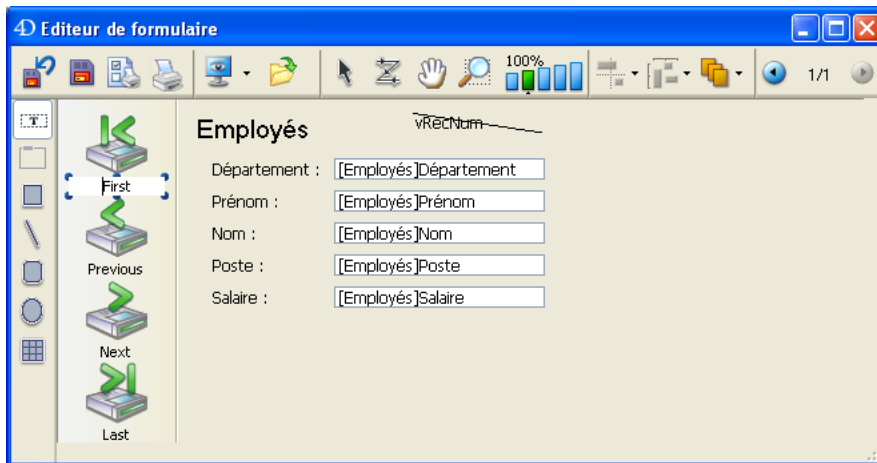 4D Editeur de formulaire
100%
1/1
T
First
Previous
Next
Last
Employés
vRecNum
Département : [Employés]Département
Prénom : [Employés]Prénom
Nom : [Employés]Nom
Poste : [Employés]Poste
Salaire : [Employés]Salaire